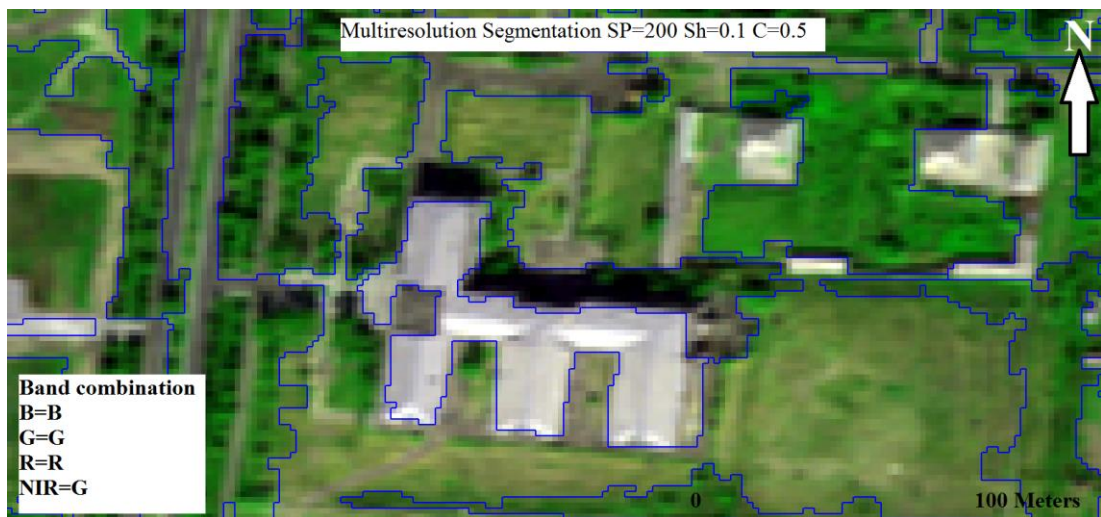 Multiresolution Segmentation SP=200 Sh=0.1 C=0.5
N
Band combination
B=B
G=G
R=R
NIR=G
0 100 Meters